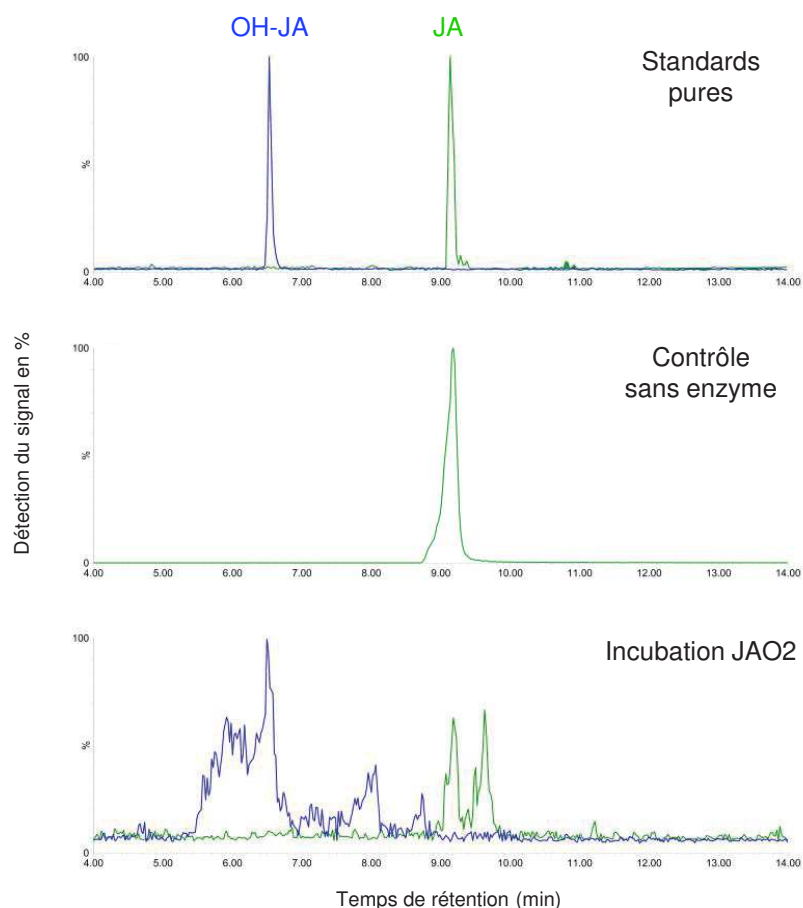 OH-JA JA
Standards
pures
100
%
0
4.00 5.00 6.00 7.00 8.00 9.00 10.00 11.00 12.00 13.00 14.00
Contrôle
sans enzyme
100
%
0
4.00 5.00 6.00 7.00 8.00 9.00 10.00 11.00 12.00 13.00 14.00
Détection du signal en %
Incubation JAO2
100
%
0
4.00 5.00 6.00 7.00 8.00 9.00 10.00 11.00 12.00 13.00 14.00
Temps de rétention (min)